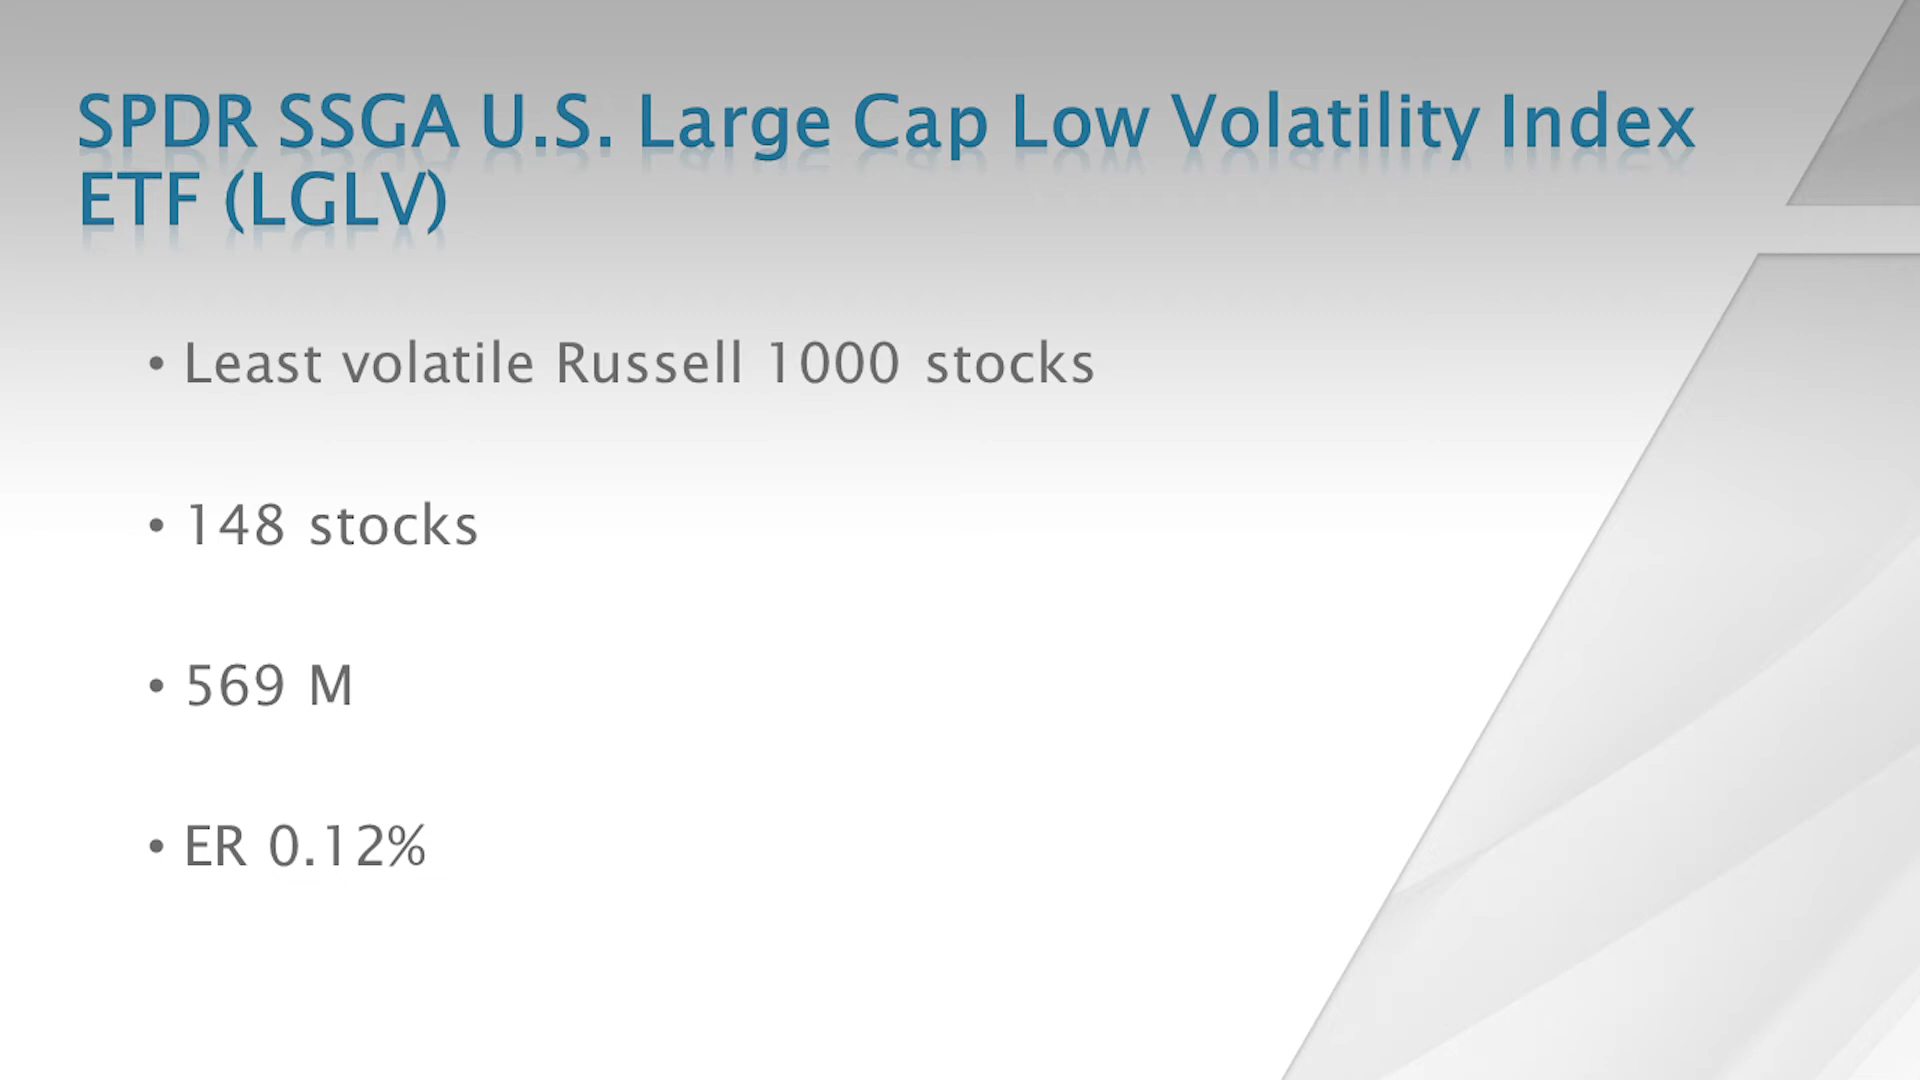 SPDR SSGA U.S. Large Cap Low Volatility Index
ETF (LGLV)
• Least volatile Russell 1000 stocks
• 148 stocks
• 569 M
• ER 0.12%